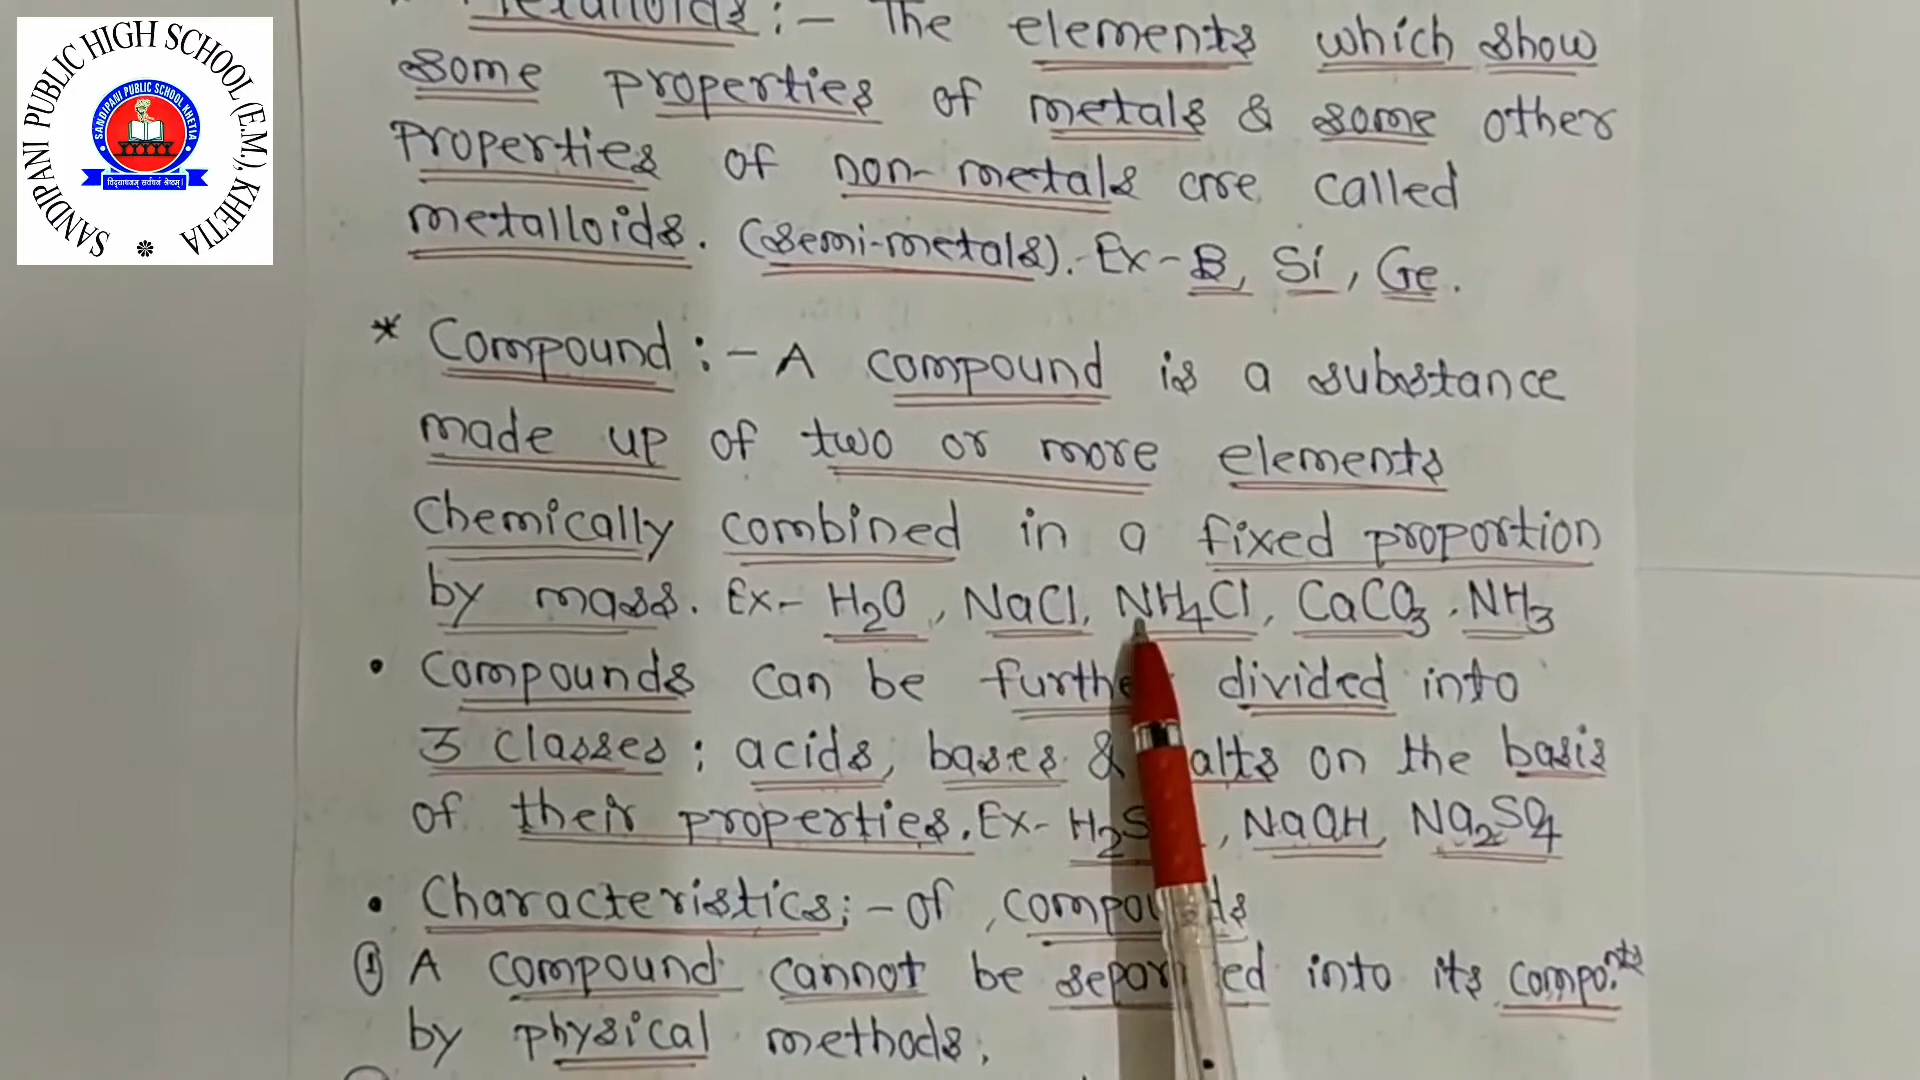 SANDIPANI PUBLIC HIGH SCHOOL (E.M.), KHETIA
SANDIPANI PUBLIC SCHOOL KHETIA
Metalloids :- The elements which show
some properties of metals & some other
Properties of non-metals are called
metalloids. (semi-metals). Ex- B, Si, Ge.
* Compound :- A compound is a substance
made up of two or more elements
chemically combined in a fixed proportion
by mass. Ex- H2O, NaCl, NH4Cl, CaCO3, NH3
• Compounds can be further divided into
3 classes ; acids, bases & salts on the basis
of their properties. Ex- H2S , NaOH, Na2SO4
• Characteristics :- of compounds
① A compound cannot be separated into its componts
by physical methods.